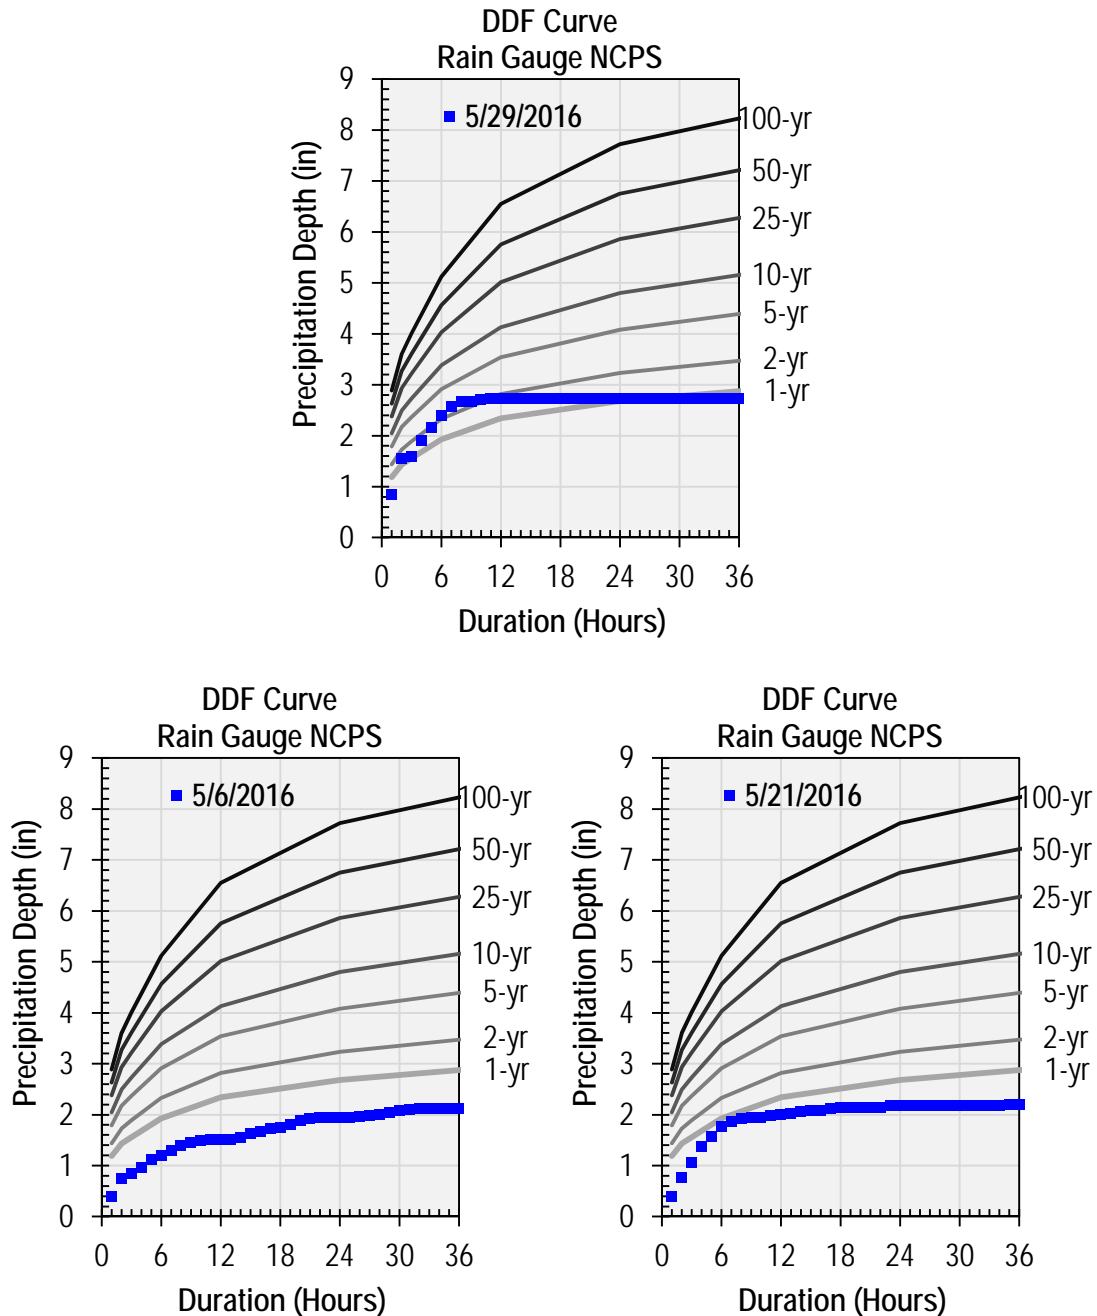 DDF Curve
Rain Gauge NCPS
9
8
7
6
5
4
3
2
1
0
Precipitation Depth (in)
5/29/2016
100-yr
50-yr
25-yr
10-yr
5-yr
2-yr
1-yr
0 6 12 18 24 30 36
Duration (Hours)
DDF Curve
Rain Gauge NCPS
9
8
7
6
5
4
3
2
1
0
Precipitation Depth (in)
5/6/2016
100-yr
50-yr
25-yr
10-yr
5-yr
2-yr
1-yr
0 6 12 18 24 30 36
Duration (Hours)
DDF Curve
Rain Gauge NCPS
9
8
7
6
5
4
3
2
1
0
Precipitation Depth (in)
5/21/2016
100-yr
50-yr
25-yr
10-yr
5-yr
2-yr
1-yr
0 6 12 18 24 30 36
Duration (Hours)